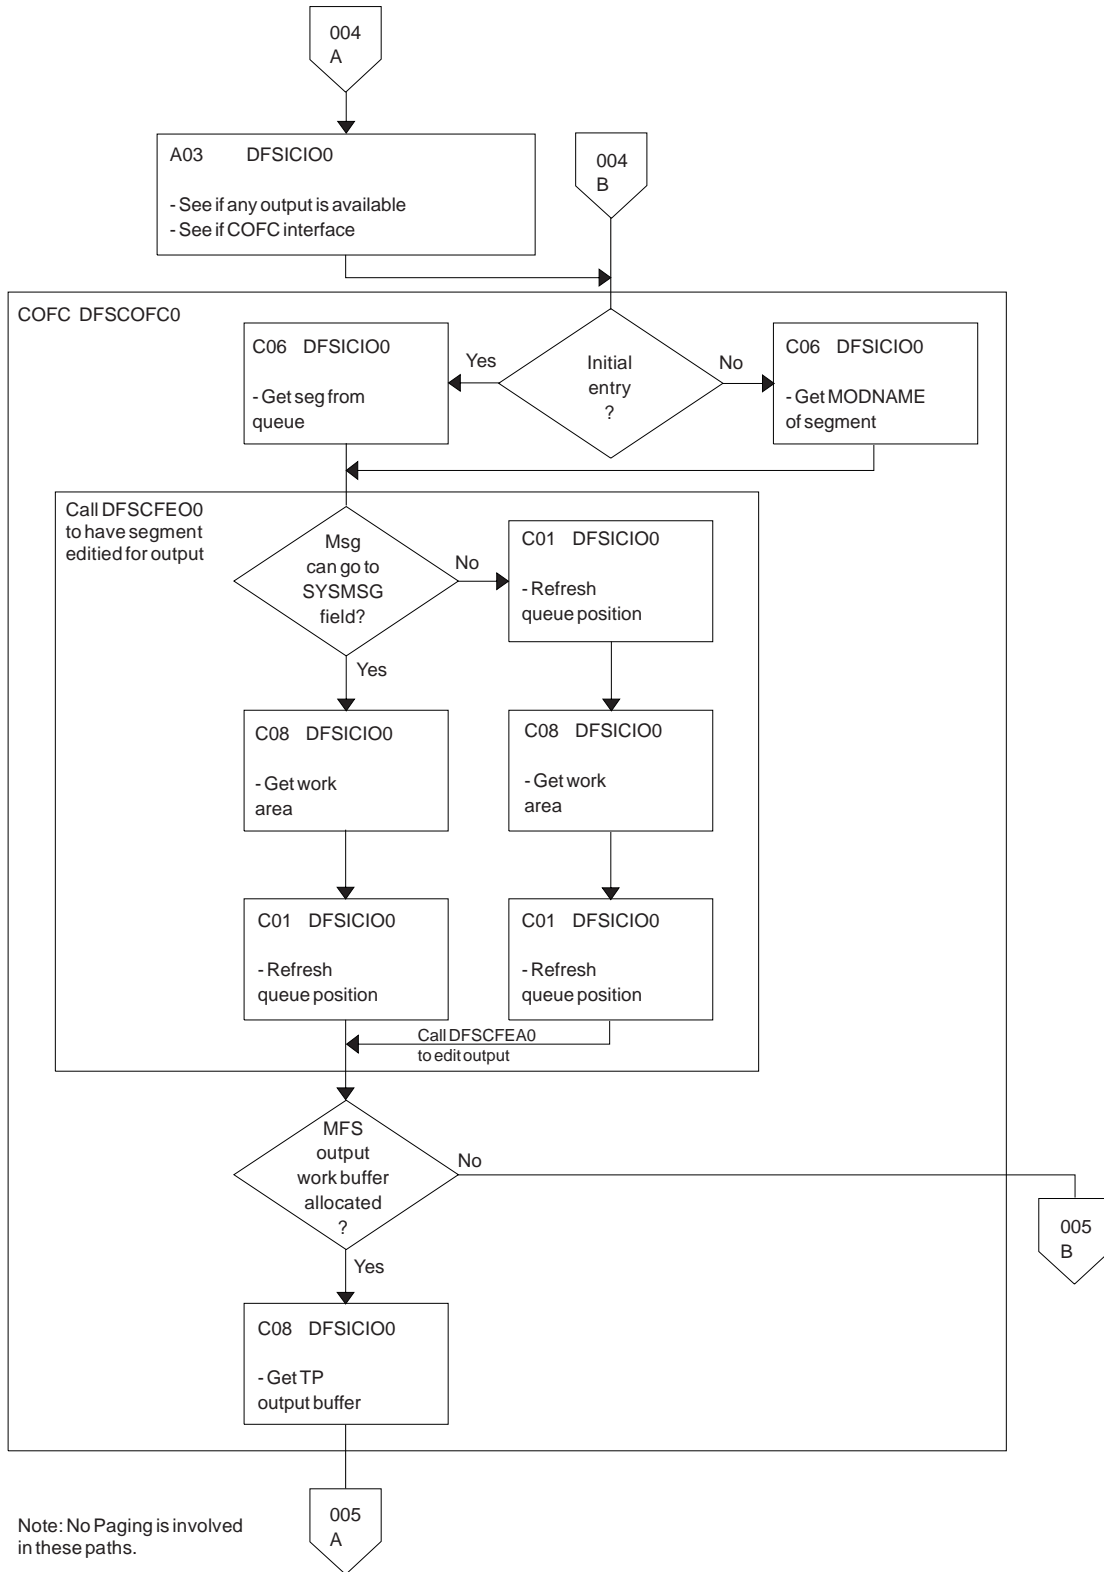 004
A
A03 DFSICIO0
- See if any output is available
- See if COFC interface
004
B
COFC DFSCOFC0
C06 DFSICIO0
- Get seg from
queue
Yes
Initial
entry
?
No
C06 DFSICIO0
- Get MODNAME
of segment
Call DFSCFEO0
to have segment
editied for output
Msg
can go to
SYSMSG
field?
No
C01 DFSICIO0
- Refresh
queue position
Yes
C08 DFSICIO0
- Get work
area
C08 DFSICIO0
- Get work
area
C01 DFSICIO0
- Refresh
queue position
C01 DFSICIO0
- Refresh
queue position
Call DFSCFEA0
to edit output
MFS
output
work buffer
allocated
?
No
005
B
Yes
C08 DFSICIO0
- Get TP
output buffer
005
A
Note: No Paging is involved
in these paths.